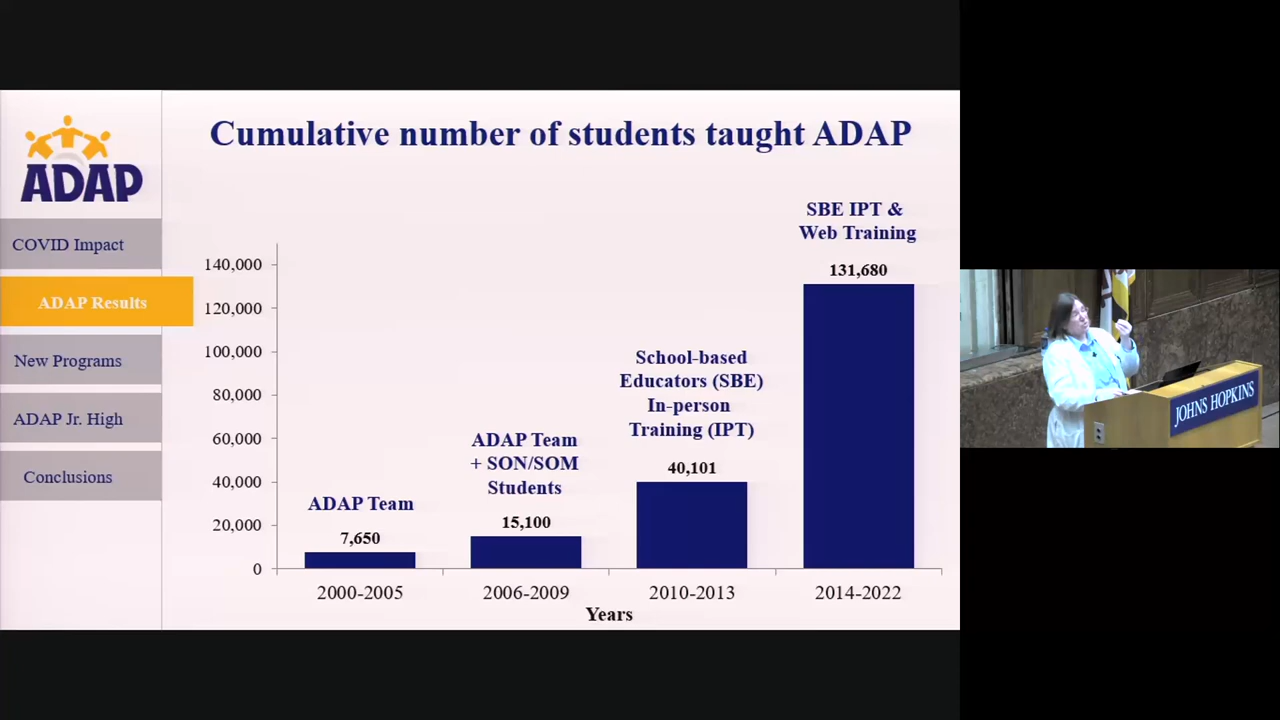 Cumulative number of students taught ADAP
ADAP
COVID Impact
ADAP Results
New Programs
ADAP Jr. High
Conclusions
140,000
120,000
100,000
80,000
60,000
40,000
20,000
0
ADAP Team
7,650
ADAP Team
+ SON/SOM
Students
15,100
School-based
Educators (SBE)
In-person
Training (IPT)
40,101
SBE IPT &
Web Training
131,680
2000-2005
2006-2009
2010-2013
2014-2022
Years
JOHNS HOPKINS